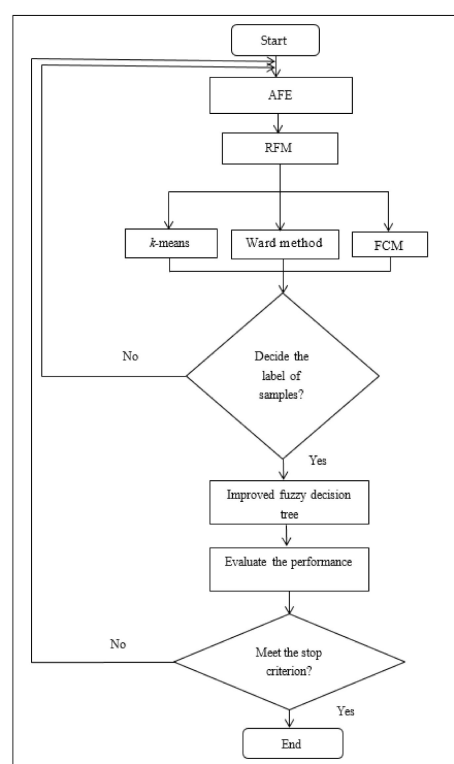 Start
AFE
RFM
k-means
Ward method
FCM
No
Decide the
label of
samples?
Yes
Improved fuzzy decision
tree
Evaluate the performance
No
Meet the stop
criterion?
Yes
End